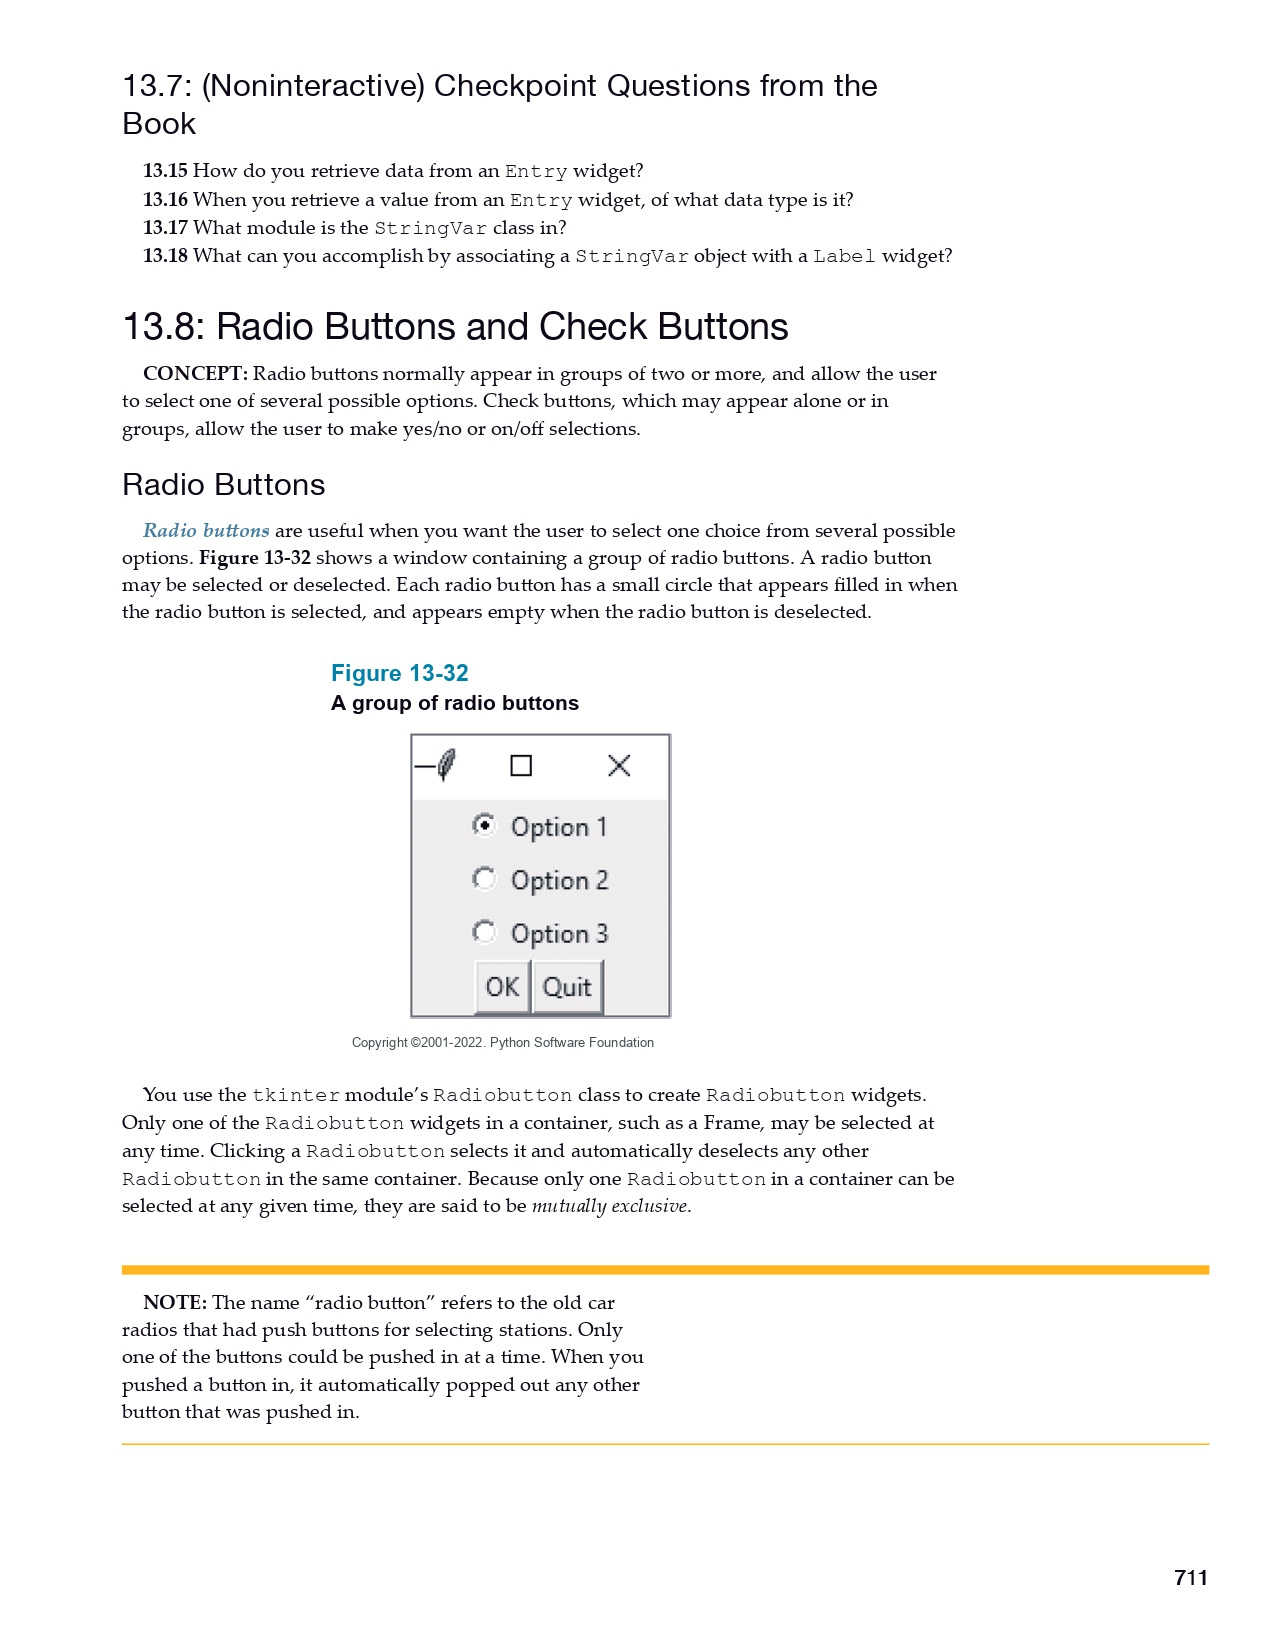 13.7: (Noninteractive) Checkpoint Questions from the
Book
13.15 How do you retrieve data from an Entry widget?
13.16 When you retrieve a value from an Entry widget, of what data type is it?
13.17 What module is the StringVar class in?
13.18 What can you accomplish by associating a StringVar object with a Label widget?
13.8: Radio Buttons and Check Buttons
CONCEPT: Radio buttons normally appear in groups of two or more, and allow the user
to select one of several possible options. Check buttons, which may appear alone or in
groups, allow the user to make yes/no or on/off selections.
Radio Buttons
Radio buttons are useful when you want the user to select one choice from several possible
options. Figure 13-32 shows a window containing a group of radio buttons. A radio button
may be selected or deselected. Each radio button has a small circle that appears filled in when
the radio button is selected, and appears empty when the radio button is deselected.
Figure 13-32
A group of radio buttons
Option 1
Option 2
Option 3
OK Quit
Copyright ©2001-2022. Python Software Foundation
You use the tkinter module’s Radiobutton class to create Radiobutton widgets.
Only one of the Radiobutton widgets in a container, such as a Frame, may be selected at
any time. Clicking a Radiobutton selects it and automatically deselects any other
Radiobutton in the same container. Because only one Radiobutton in a container can be
selected at any given time, they are said to be mutually exclusive.
NOTE: The name “radio button” refers to the old car
radios that had push buttons for selecting stations. Only
one of the buttons could be pushed in at a time. When you
pushed a button in, it automatically popped out any other
button that was pushed in.
711